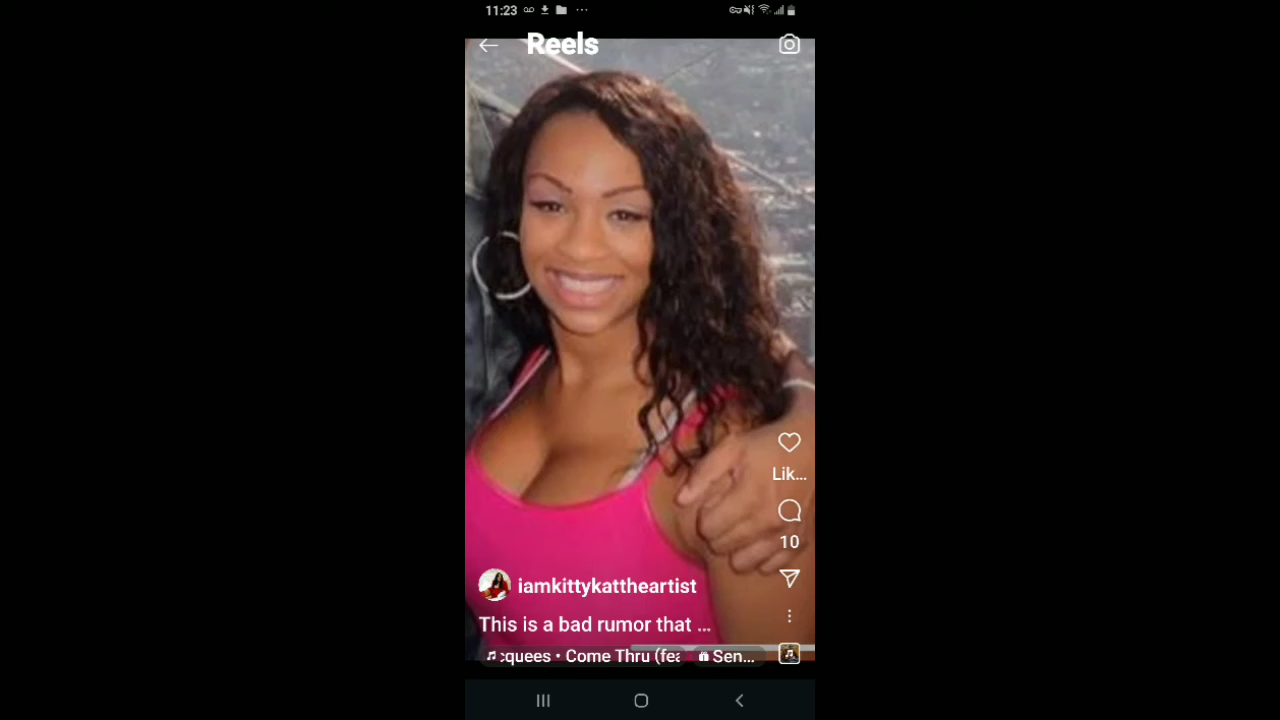 11:23
Reels
Lik...
10
iamkittykattheartist
This is a bad rumor that ...
:quees • Come Thru (fea
Sen...